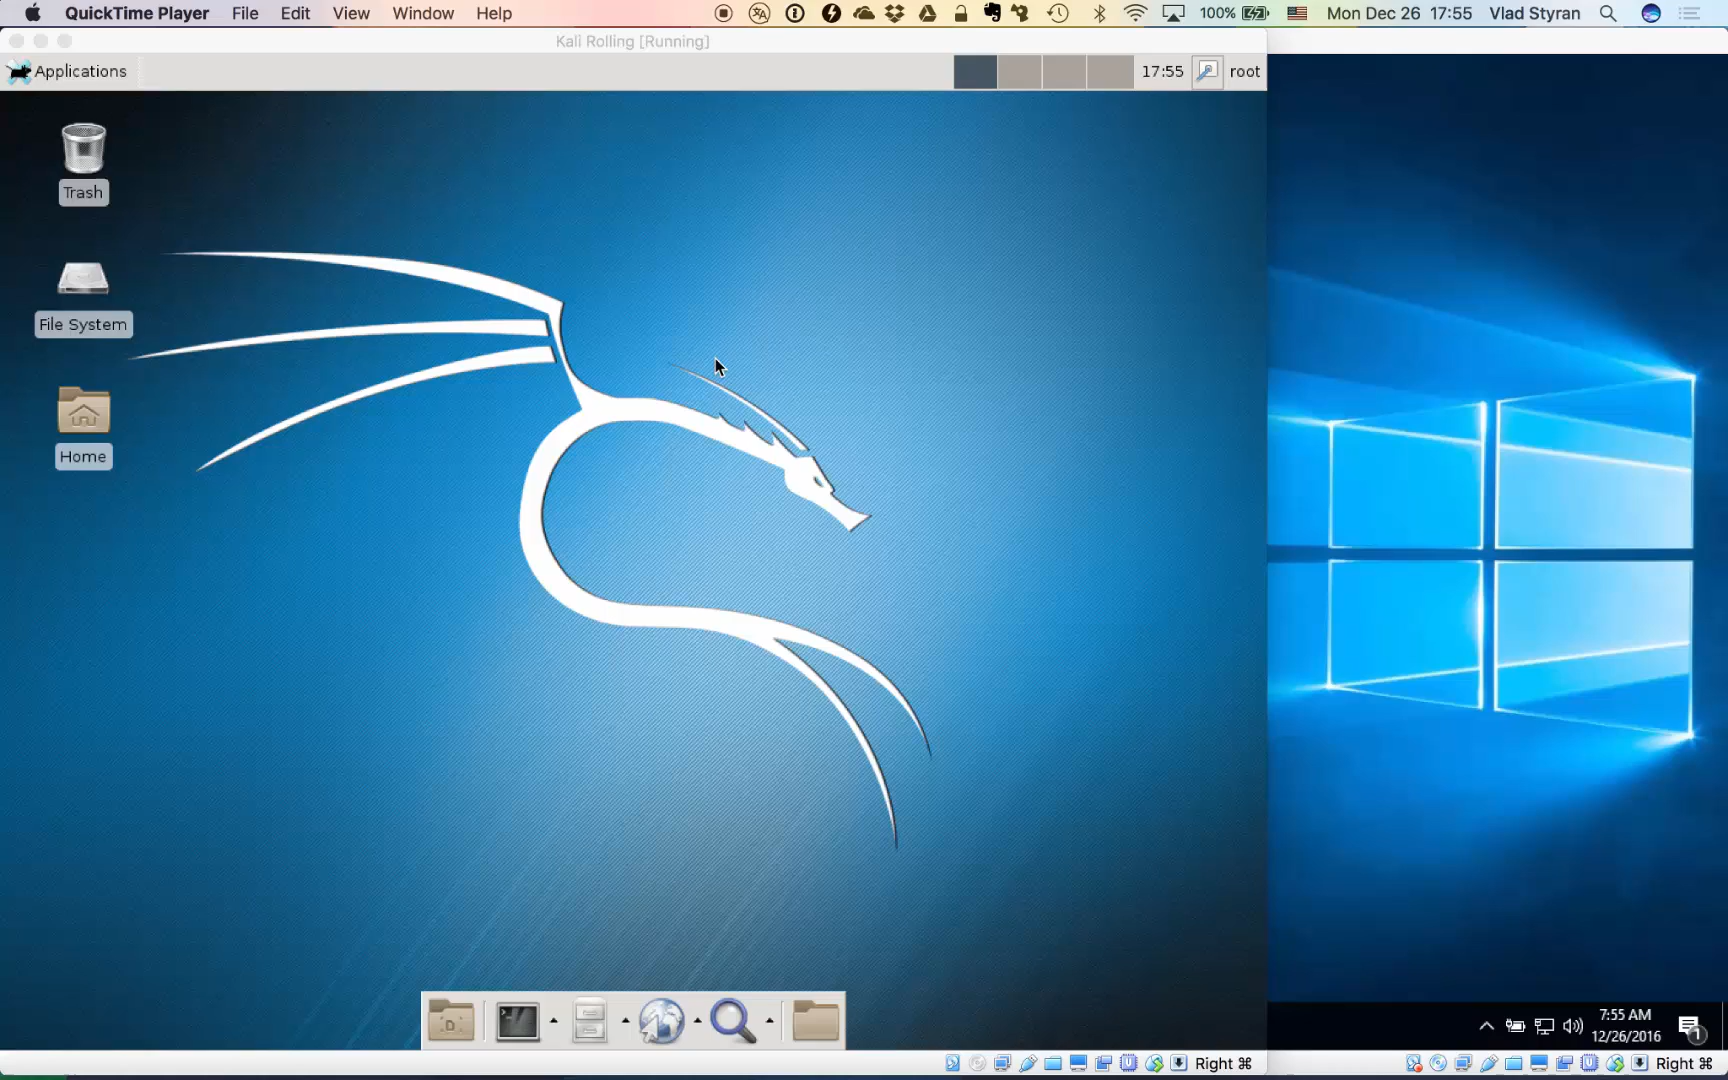 QuickTime Player File Edit View Window Help 100% Mon Dec 26 17:55 Vlad Styran
Kali Rolling [Running]
Applications 17:55 root
Trash
File System
Home
7:55 AM
12/26/2016
1
Right ⌘ Right ⌘